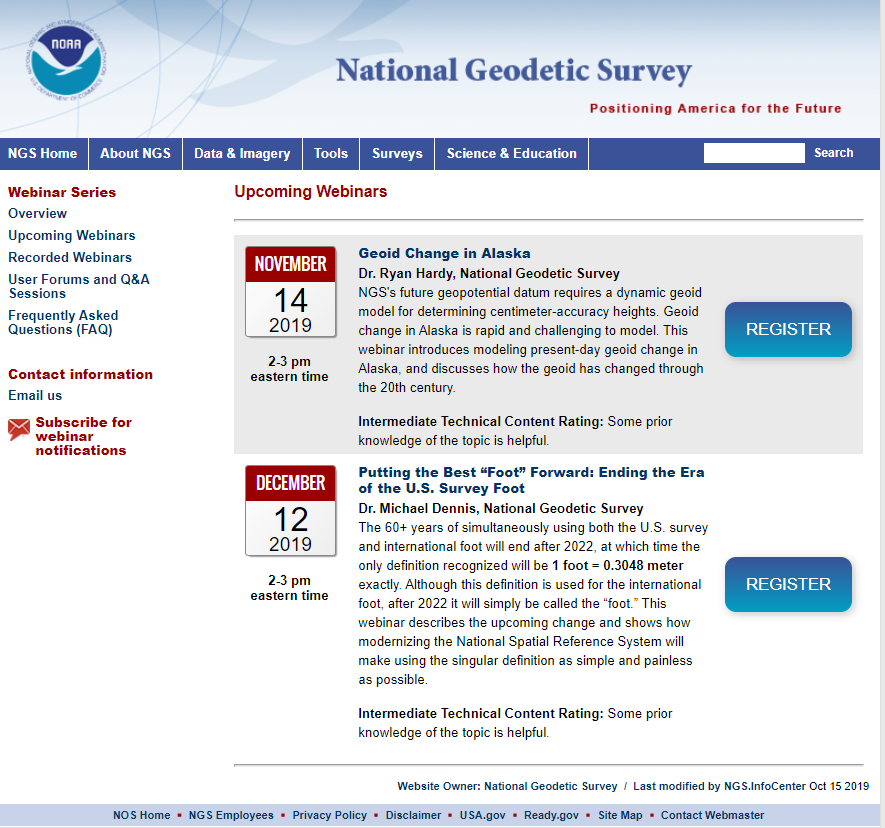 NOAA
NATIONAL OCEANIC AND ATMOSPHERIC ADMINISTRATION
U.S. DEPARTMENT OF COMMERCE
National Geodetic Survey
Positioning America for the Future
NGS Home About NGS Data & Imagery Tools Surveys Science & Education Search
Webinar Series
Overview
Upcoming Webinars
Recorded Webinars
User Forums and Q&A
Sessions
Frequently Asked
Questions (FAQ)
Contact information
Email us
Subscribe for
webinar
notifications
Upcoming Webinars
NOVEMBER
14
2019
2-3 pm
eastern time
Geoid Change in Alaska
Dr. Ryan Hardy, National Geodetic Survey
NGS's future geopotential datum requires a dynamic geoid
model for determining centimeter-accuracy heights. Geoid
change in Alaska is rapid and challenging to model. This
webinar introduces modeling present-day geoid change in
Alaska, and discusses how the geoid has changed through
the 20th century.
Intermediate Technical Content Rating: Some prior
knowledge of the topic is helpful.
REGISTER
DECEMBER
12
2019
2-3 pm
eastern time
Putting the Best “Foot” Forward: Ending the Era
of the U.S. Survey Foot
Dr. Michael Dennis, National Geodetic Survey
The 60+ years of simultaneously using both the U.S. survey
and international foot will end after 2022, at which time the
only definition recognized will be 1 foot = 0.3048 meter
exactly. Although this definition is used for the international
foot, after 2022 it will simply be called the “foot.” This
webinar describes the upcoming change and shows how
modernizing the National Spatial Reference System will
make using the singular definition as simple and painless
as possible.
Intermediate Technical Content Rating: Some prior
knowledge of the topic is helpful.
REGISTER
Website Owner: National Geodetic Survey / Last modified by NGS.InfoCenter Oct 15 2019
NOS Home ▪ NGS Employees ▪ Privacy Policy ▪ Disclaimer ▪ USA.gov ▪ Ready.gov ▪ Site Map ▪ Contact Webmaster